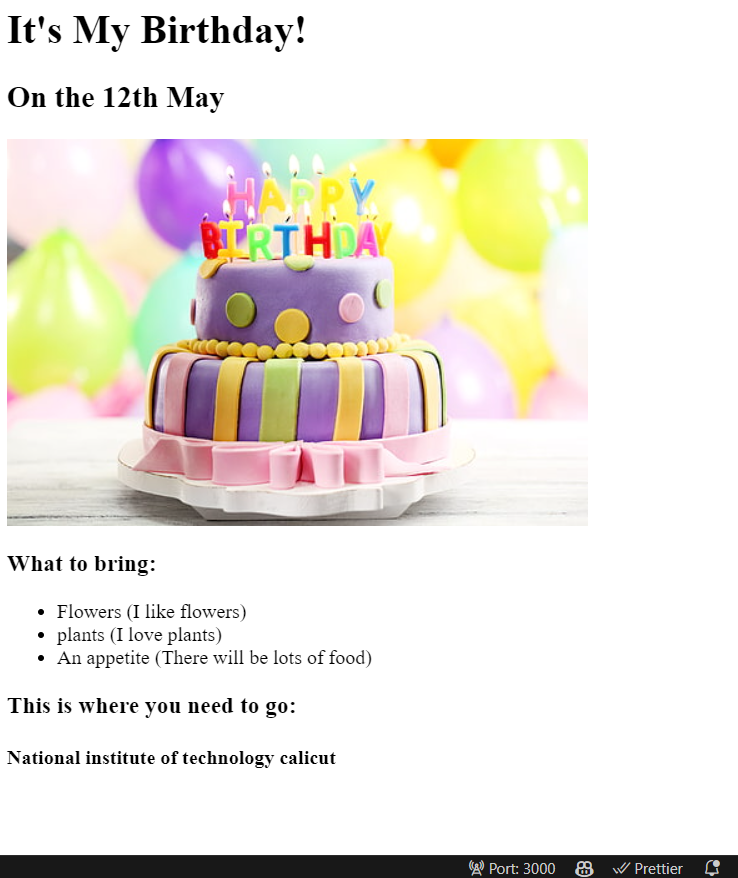 It's My Birthday!
On the 12th May
HAPPY
BIRTHDAY
What to bring:
Flowers (I like flowers)
plants (I love plants)
An appetite (There will be lots of food)
This is where you need to go:
National institute of technology calicut
Port: 3000 Prettier